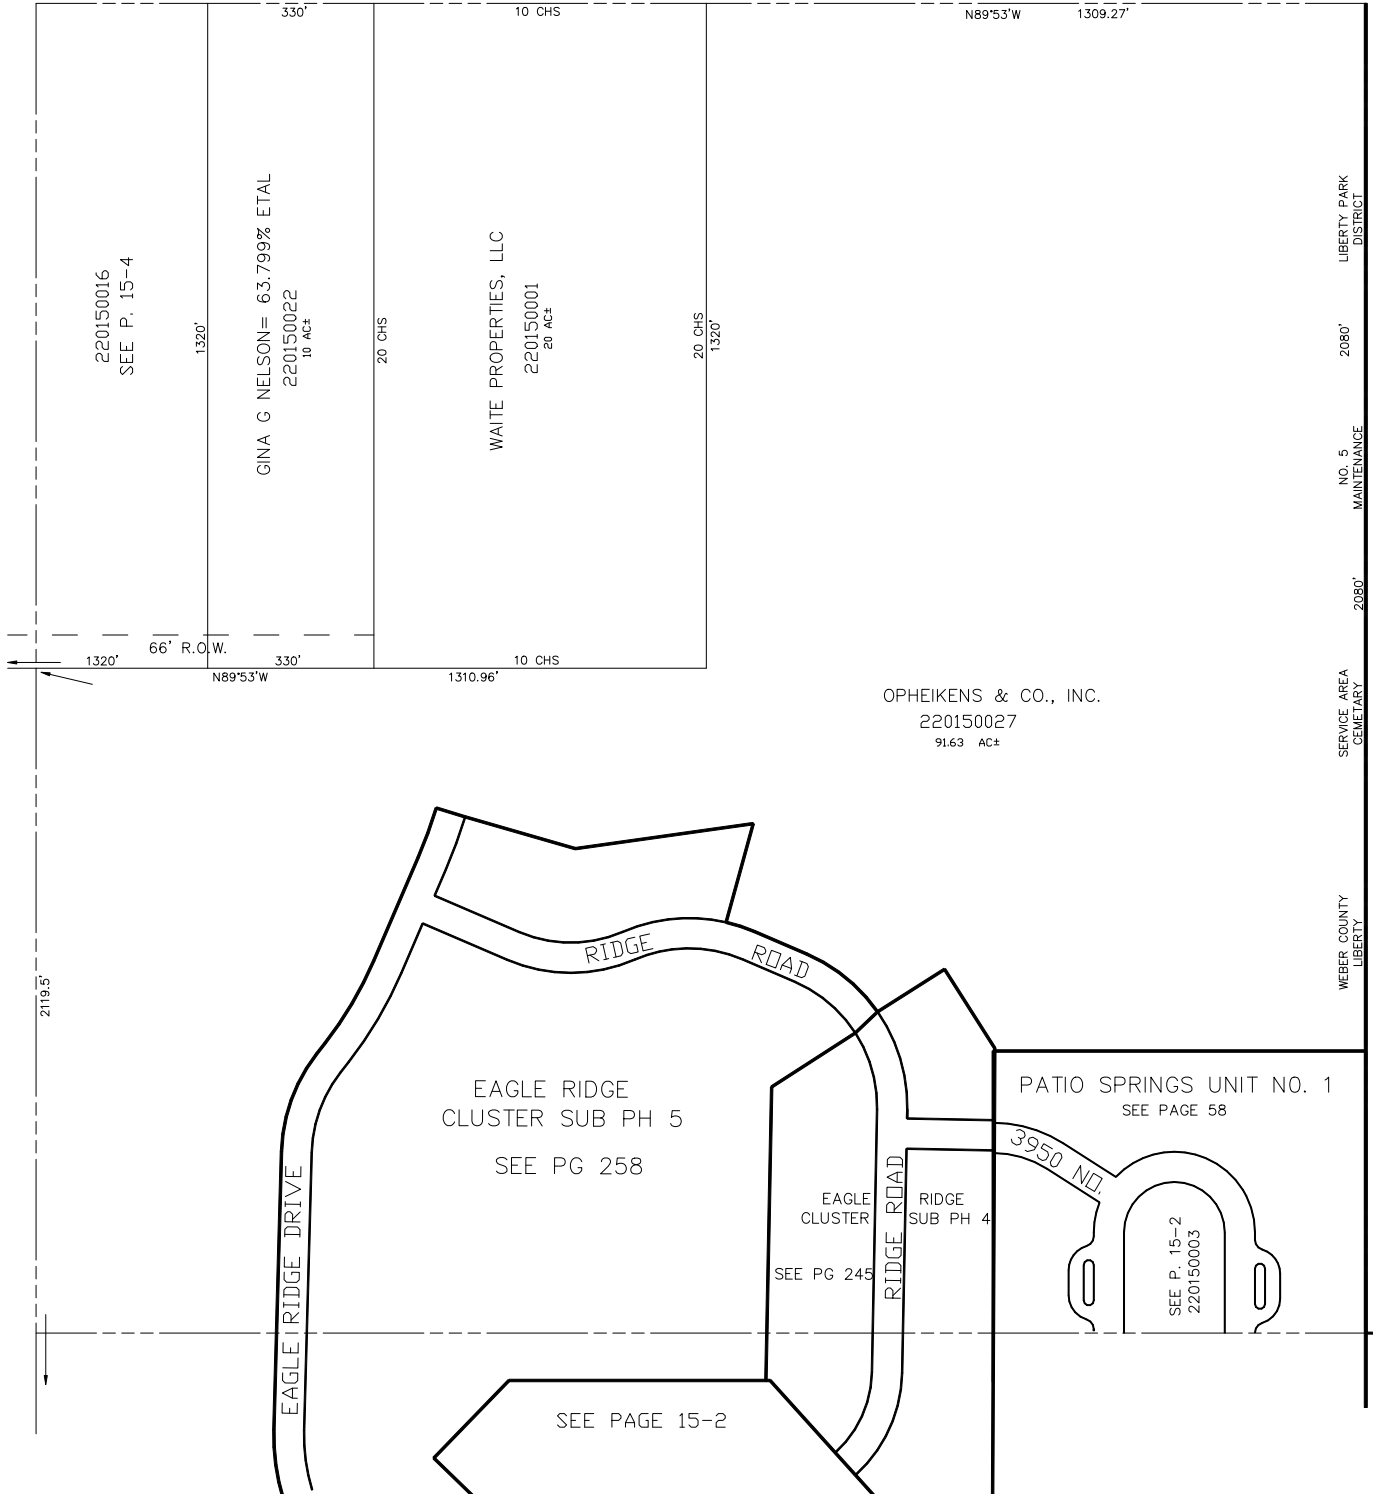 330'
10 CHS
N89°53'W
1309.27'
220150016
SEE P. 15-4
1320'
GINA G NELSON= 63.799% ETAL
220150022
10 AC±
20 CHS
WAITE PROPERTIES, LLC
220150001
20 AC±
20 CHS
1320'
LIBERTY PARK
DISTRICT
2080'
NO. 5
MAINTENANCE
2080'
SERVICE AREA
CEMETARY
WEBER COUNTY
LIBERTY
66' R.O.W.
1320'
330'
10 CHS
N89°53'W
1310.96'
OPHEIKENS & CO., INC.
220150027
91.63 AC±
2119.5'
RIDGE ROAD
EAGLE RIDGE
CLUSTER SUB PH 5
SEE PG 258
EAGLE RIDGE DRIVE
PATIO SPRINGS UNIT NO. 1
SEE PAGE 58
3950 NO.
EAGLE RIDGE
CLUSTER SUB PH 4
SEE PG 245
RIDGE ROAD
SEE P. 15-2
220150003
SEE PAGE 15-2